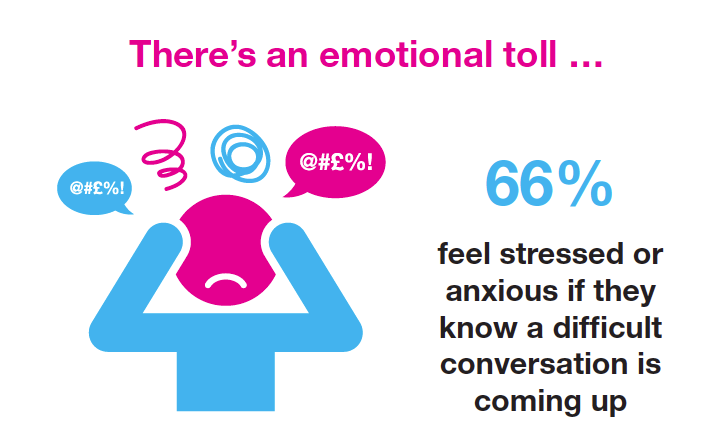 There’s an emotional toll ...
@#£%!
@#£%!
66%
feel stressed or
anxious if they
know a difficult
conversation is
coming up